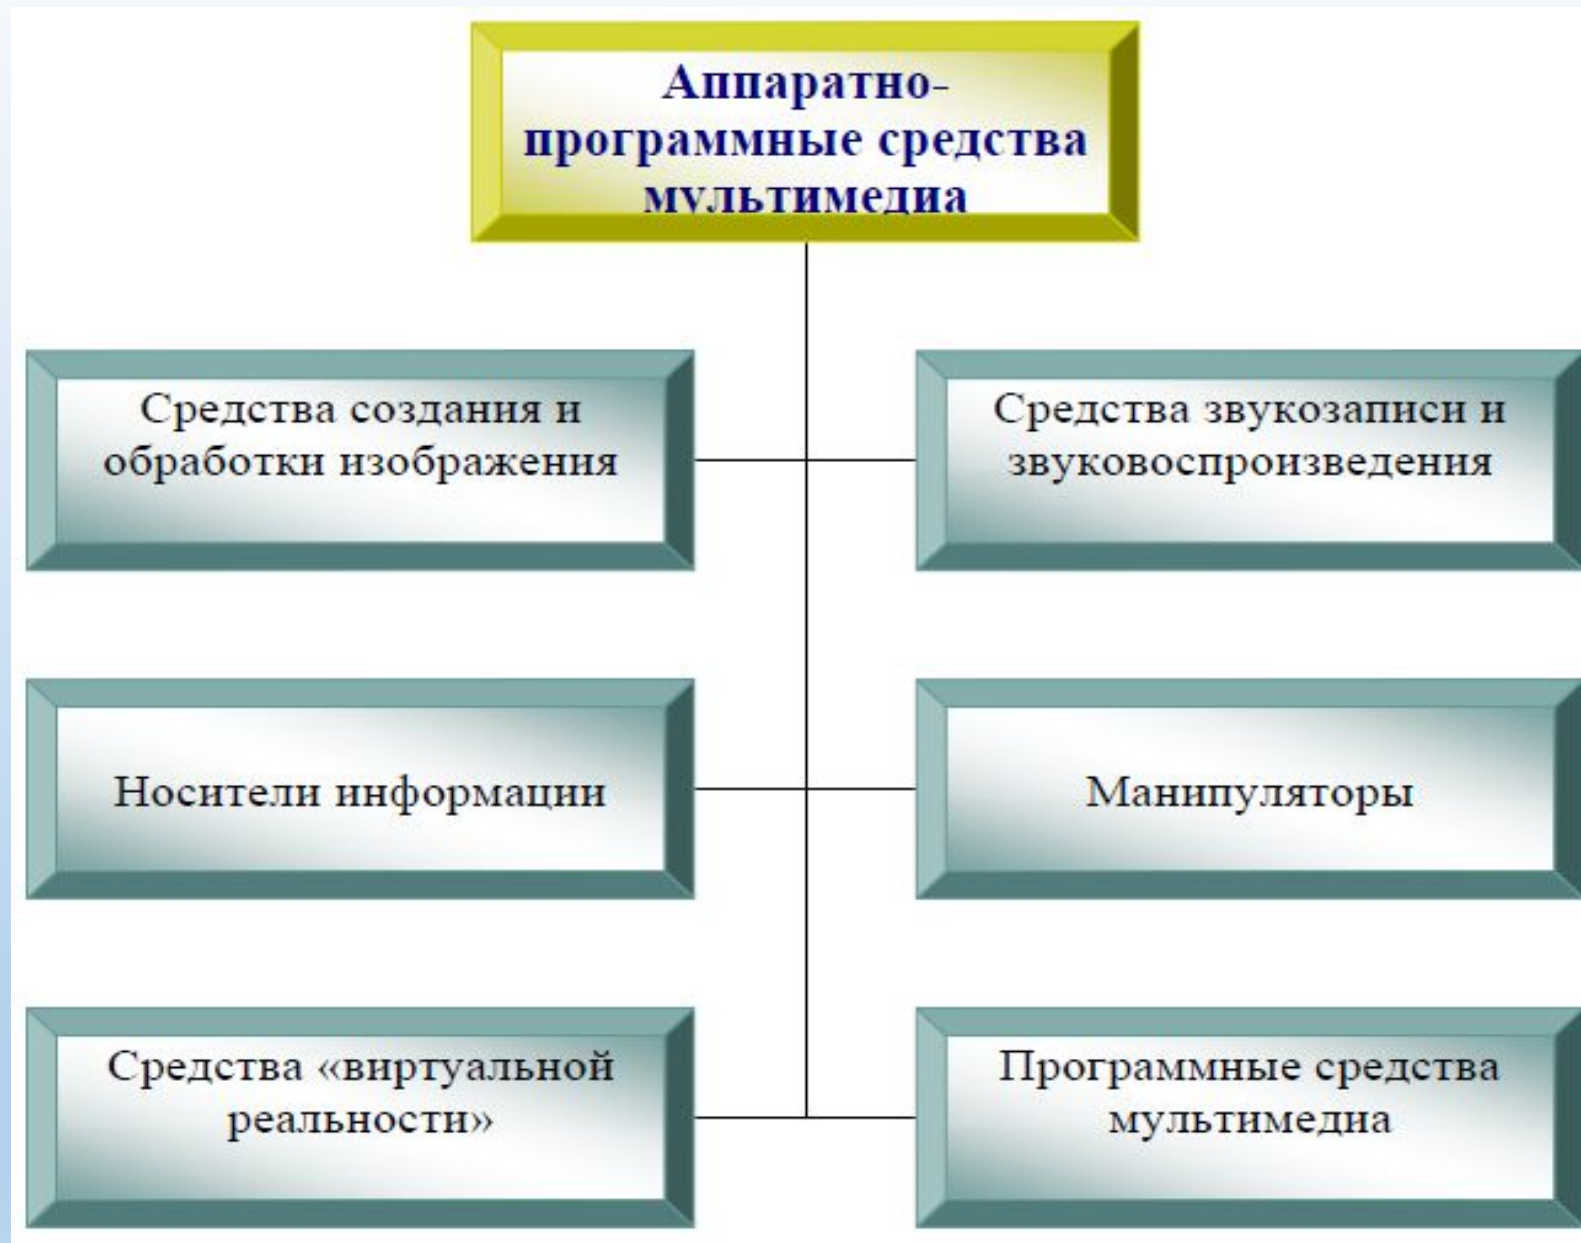 Аппаратно-
программные средства
мультимедиа
Средства создания и
обработки изображения
Средства звукозаписи и
звуковоспроизведения
Носители информации
Манипуляторы
Средства «виртуальной
реальности»
Программные средства
мультимедиа